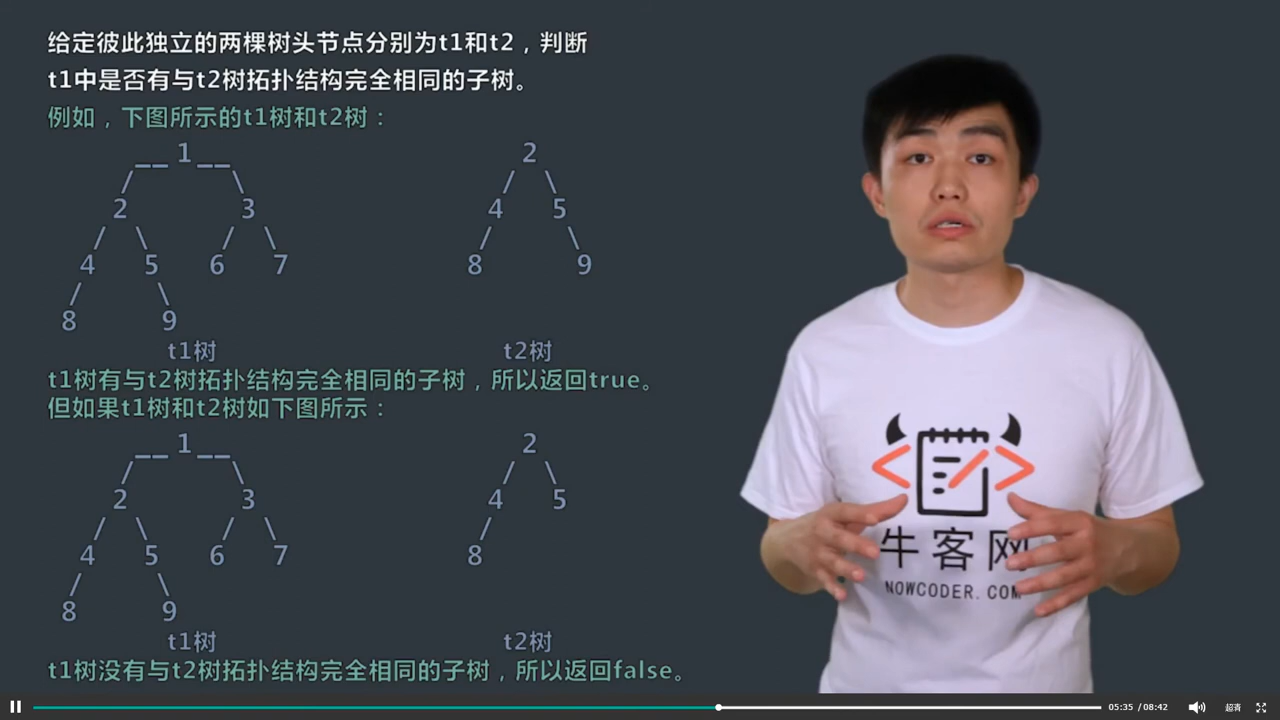 给定彼此独立的两棵树头节点分别为t1和t2，判断
t1中是否有与t2树拓扑结构完全相同的子树。
例如，下图所示的t1树和t2树：
__ 1 __ 2
/ \ / \
2 3 4 5
/ \ / \ / \
4 5 6 7 8 9
/ \
8 9
t1树 t2树
t1树有与t2树拓扑结构完全相同的子树，所以返回true。
但如果t1树和t2树如下图所示：
__ 1 __ 2
/ \ / \
2 3 4 5
/ \ / \ /
4 5 6 7 8
/ \
8 9
t1树 t2树
t1树没有与t2树拓扑结构完全相同的子树，所以返回false。
牛客网
NOWCODER.COM
05:35 / 08:42 超清